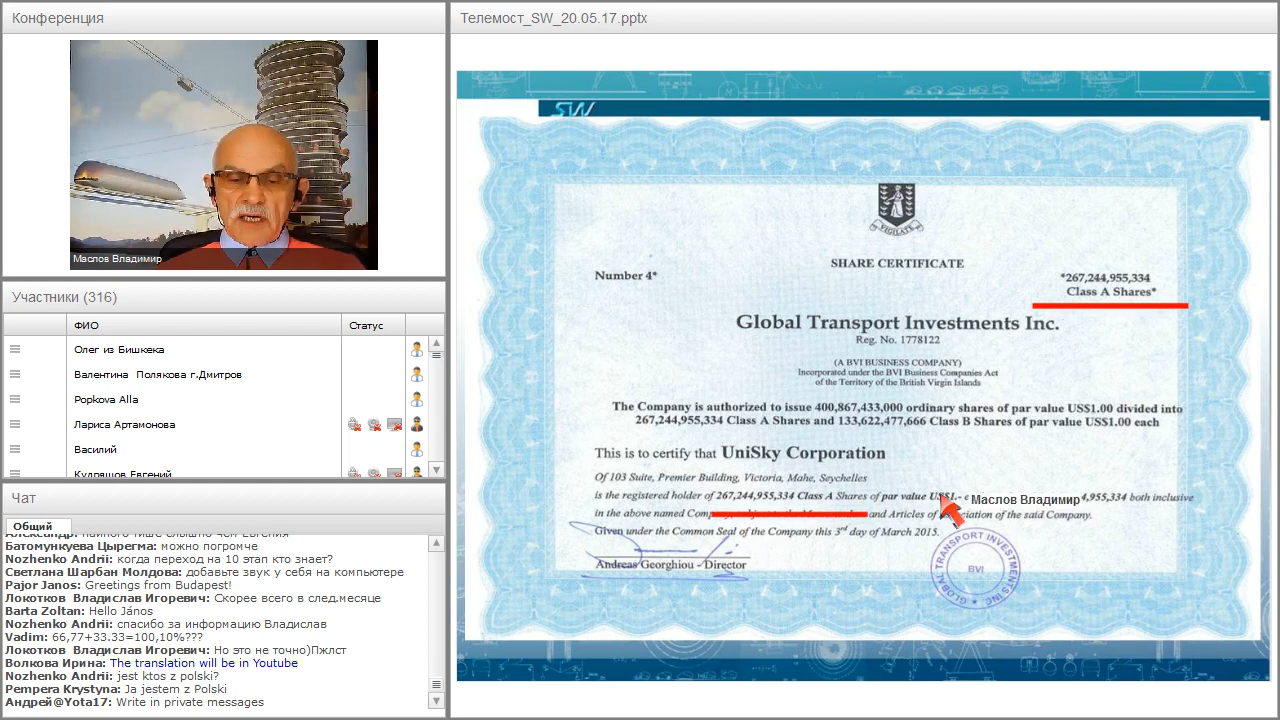 Конференция
Маслов Владимир
Участники (316)
ФИО
Статус
Олег из Бишкека
Popkova Alla
Лариса Артамонова
Василий
Кудряшов Евгений
Чат
Общий
Батомункуева Цырегма: можно погромче
Nozhenko Andrii: когда переход на 10 этап кто знает?
Светлана Шарбан Молдова: добавьте звук у себя на компьютере
Pajor Janos: Greetings from Budapest!
Локотков Владислав Игоревич: Скорее всего в след.месяце
Barta Zoltan: Hello János
Nozhenko Andrii: спасибо за информацию Владислав
Vadim: 66,77+33.33=100,10%???
Локотков Владислав Игоревич: Но это не точно)Пжлст
Волкова Ирина: The translation will be in Youtube
Nozhenko Andrii: jest ktos z polski?
Pempera Krystyna: Ja jestem z Polski
Андрей@Yota17: Write in private messages
Телемост_SW_20.05.17.pptx
SW
VIGILATE
SHARE CERTIFICATE
Number 4*
*267,244,955,334
Class A Shares*
Global Transport Investments Inc.
Reg. No. 1778122
(A BVI BUSINESS COMPANY)
Incorporated under the BVI Business Companies Act
of the Territory of the British Virgin Islands
The Company is authorized to issue 400,867,433,000 ordinary shares of par value US$1.00 divided into
267,244,955,334 Class A Shares and 133,622,477,666 Class B Shares of par value US$1.00 each
This is to certify that UniSky Corporation
Of 103 Suite, Premier Building, Victoria, Mahe, Seychelles
is the registered holder of 267,244,955,334 Class A Shares of par value US$1.- Маслов Владимир 4,955,334 both inclusive
in the above named and Articles of of the said Company.
Given under the Common Seal of the Company this 3rd day of March 2015.
Andreas Georghiou - Director
GLOBAL TRANSPORT INVESTMENTS INC
BVI